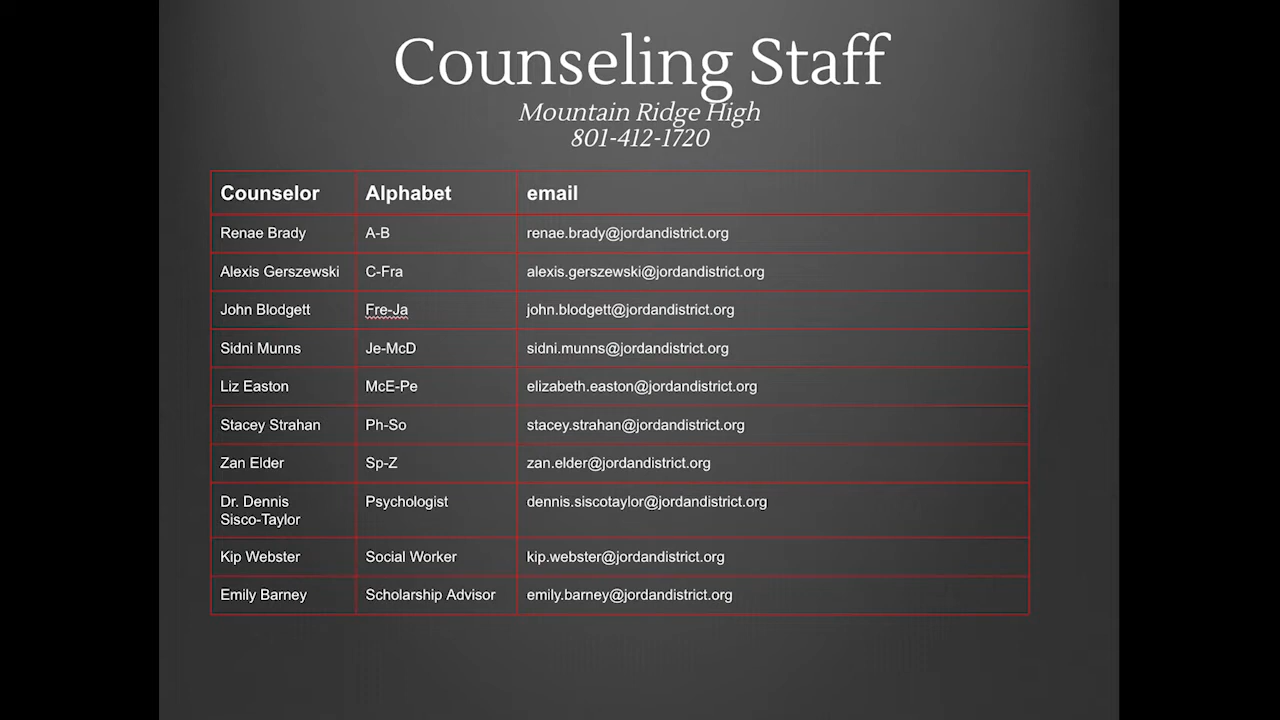 Counseling Staff
Mountain Ridge High
801-412-1720
Counselor Alphabet email
Renae Brady A-B renae.brady@jordandistrict.org
Alexis Gerszewski C-Fra alexis.gerszewski@jordandistrict.org
John Blodgett Fre-Ja john.blodgett@jordandistrict.org
Sidni Munns Je-McD sidni.munns@jordandistrict.org
Liz Easton McE-Pe elizabeth.easton@jordandistrict.org
Stacey Strahan Ph-So stacey.strahan@jordandistrict.org
Zan Elder Sp-Z zan.elder@jordandistrict.org
Dr. Dennis Psychologist dennis.siscotaylor@jordandistrict.org
Sisco-Taylor
Kip Webster Social Worker kip.webster@jordandistrict.org
Emily Barney Scholarship Advisor emily.barney@jordandistrict.org